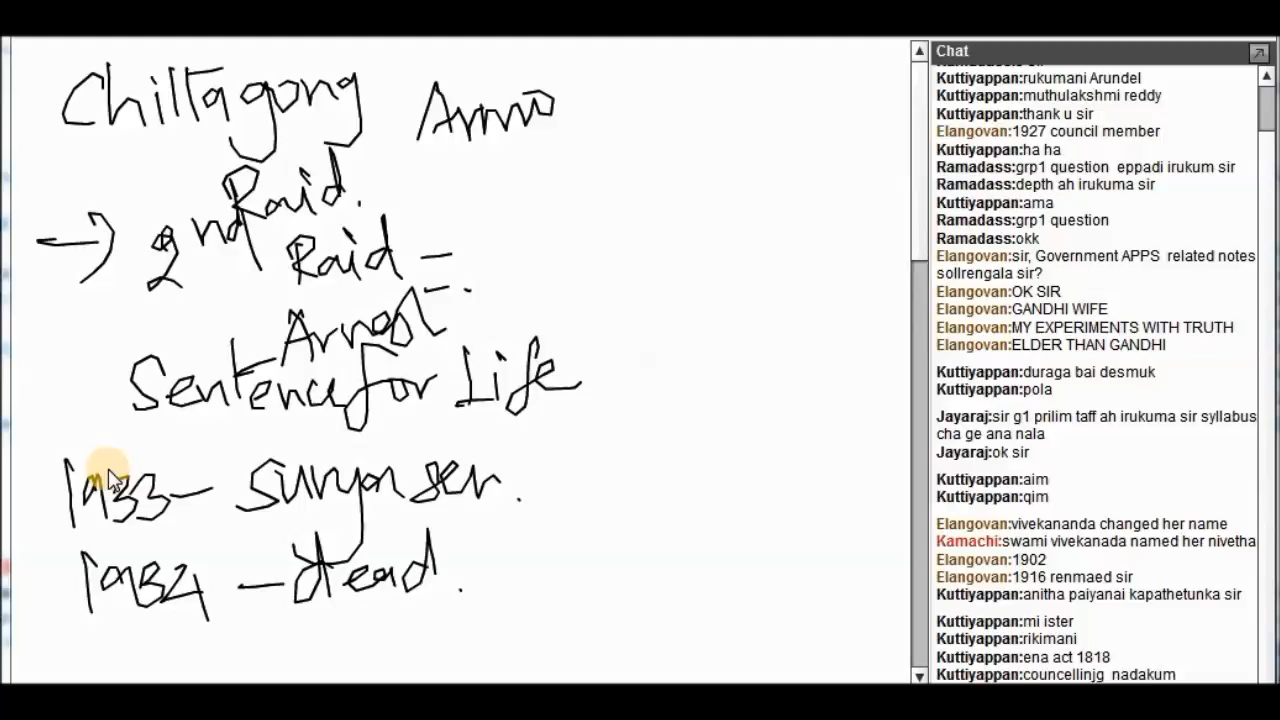 Chittagong Armo
Raid.
→ 2nd Raid -
Arrest -.
Sentence for Life
1933 - Surya sen.
1934 - dead.
Chat
Kuttiyappan:rukumani Arundel
Kuttiyappan:muthulakshmi reddy
Kuttiyappan:thank u sir
Elangovan:1927 council member
Kuttiyappan:ha ha
Ramadass:grp1 question eppadi irukum sir
Ramadass:depth ah irukuma sir
Kuttiyappan:ama
Ramadass:grp1 question
Ramadass:okk
Elangovan:sir, Government APPS related notes
sollrengala sir?
Elangovan:OK SIR
Elangovan:GANDHI WIFE
Elangovan:MY EXPERIMENTS WITH TRUTH
Elangovan:ELDER THAN GANDHI
Kuttiyappan:duraga bai desmuk
Kuttiyappan:pola
Jayaraj:sir g1 prilim taff ah irukuma sir syllabus
cha ge ana nala
Jayaraj:ok sir
Kuttiyappan:aim
Kuttiyappan:qim
Elangovan:vivekananda changed her name
Kamachi:swami vivekanada named her nivetha
Elangovan:1902
Elangovan:1916 renmaed sir
Kuttiyappan:anitha paiyanai kapathetunka sir
Kuttiyappan:mi ister
Kuttiyappan:rikimani
Kuttiyappan:ena act 1818
Kuttiyappan:councellinjg nadakum